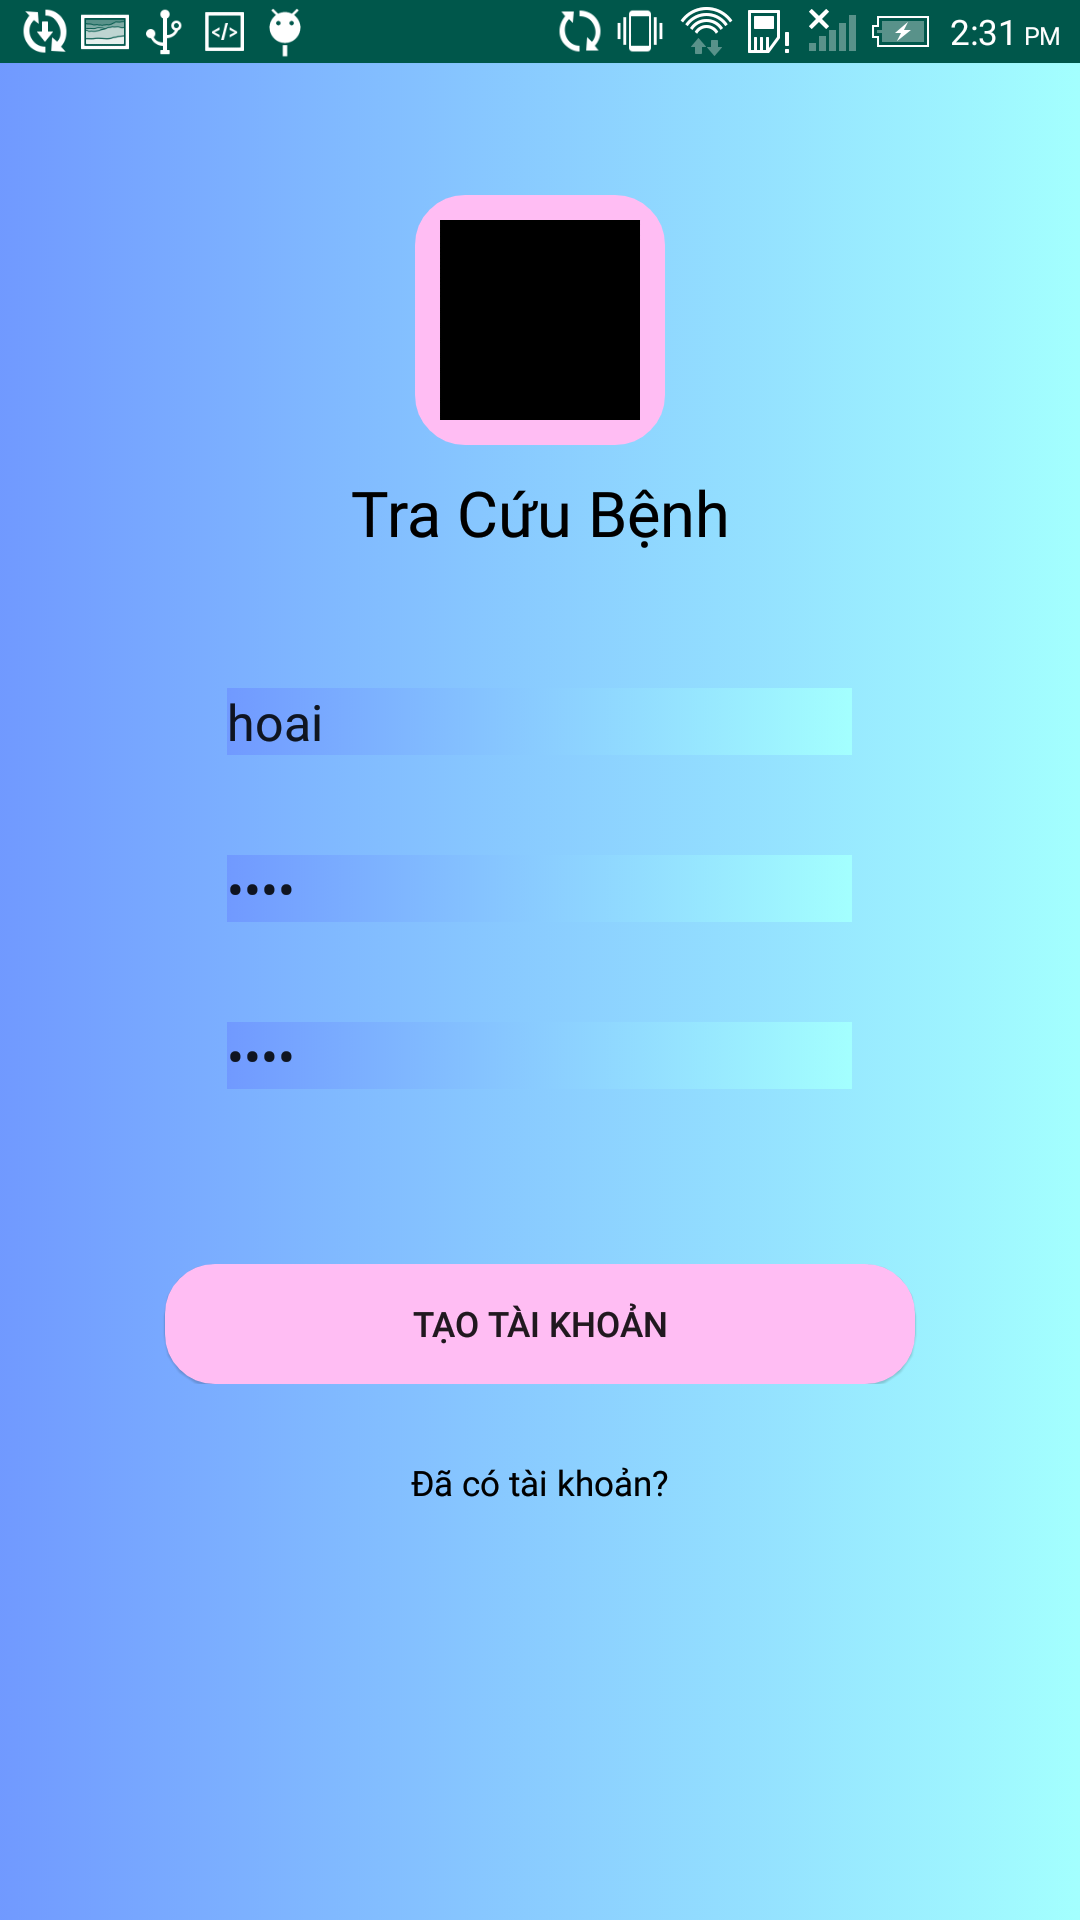 2:31 PM
Tra Cứu Bệnh
hoai
••••
••••
TẠO TÀI KHOẢN
Đã có tài khoản?